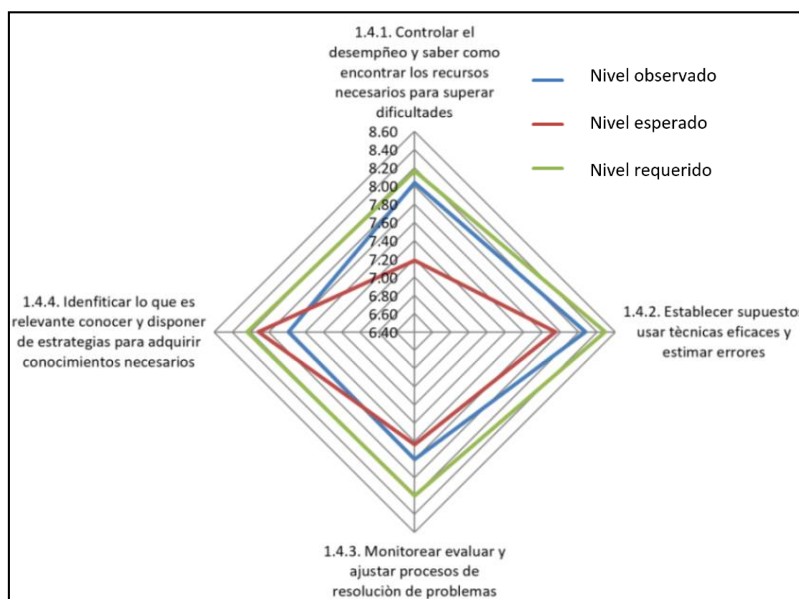 1.4.1. Controlar el
desempñeo y saber como
encontrar los recursos
necesarios para superar
dificultades
Nivel observado
Nivel esperado
Nivel requerido
8.60
8.40
8.20
8.00
7.80
7.60
7.40
7.20
7.00
6.80
6.60
6.40
1.4.4. Idenfiticar lo que es
relevante conocer y disponer
de estrategias para adquirir
conocimientos necesarios
1.4.2. Establecer supuestos
usar tècnicas eficaces y
estimar errores
1.4.3. Monitorear evaluar y
ajustar procesos de
resoluciòn de problemas